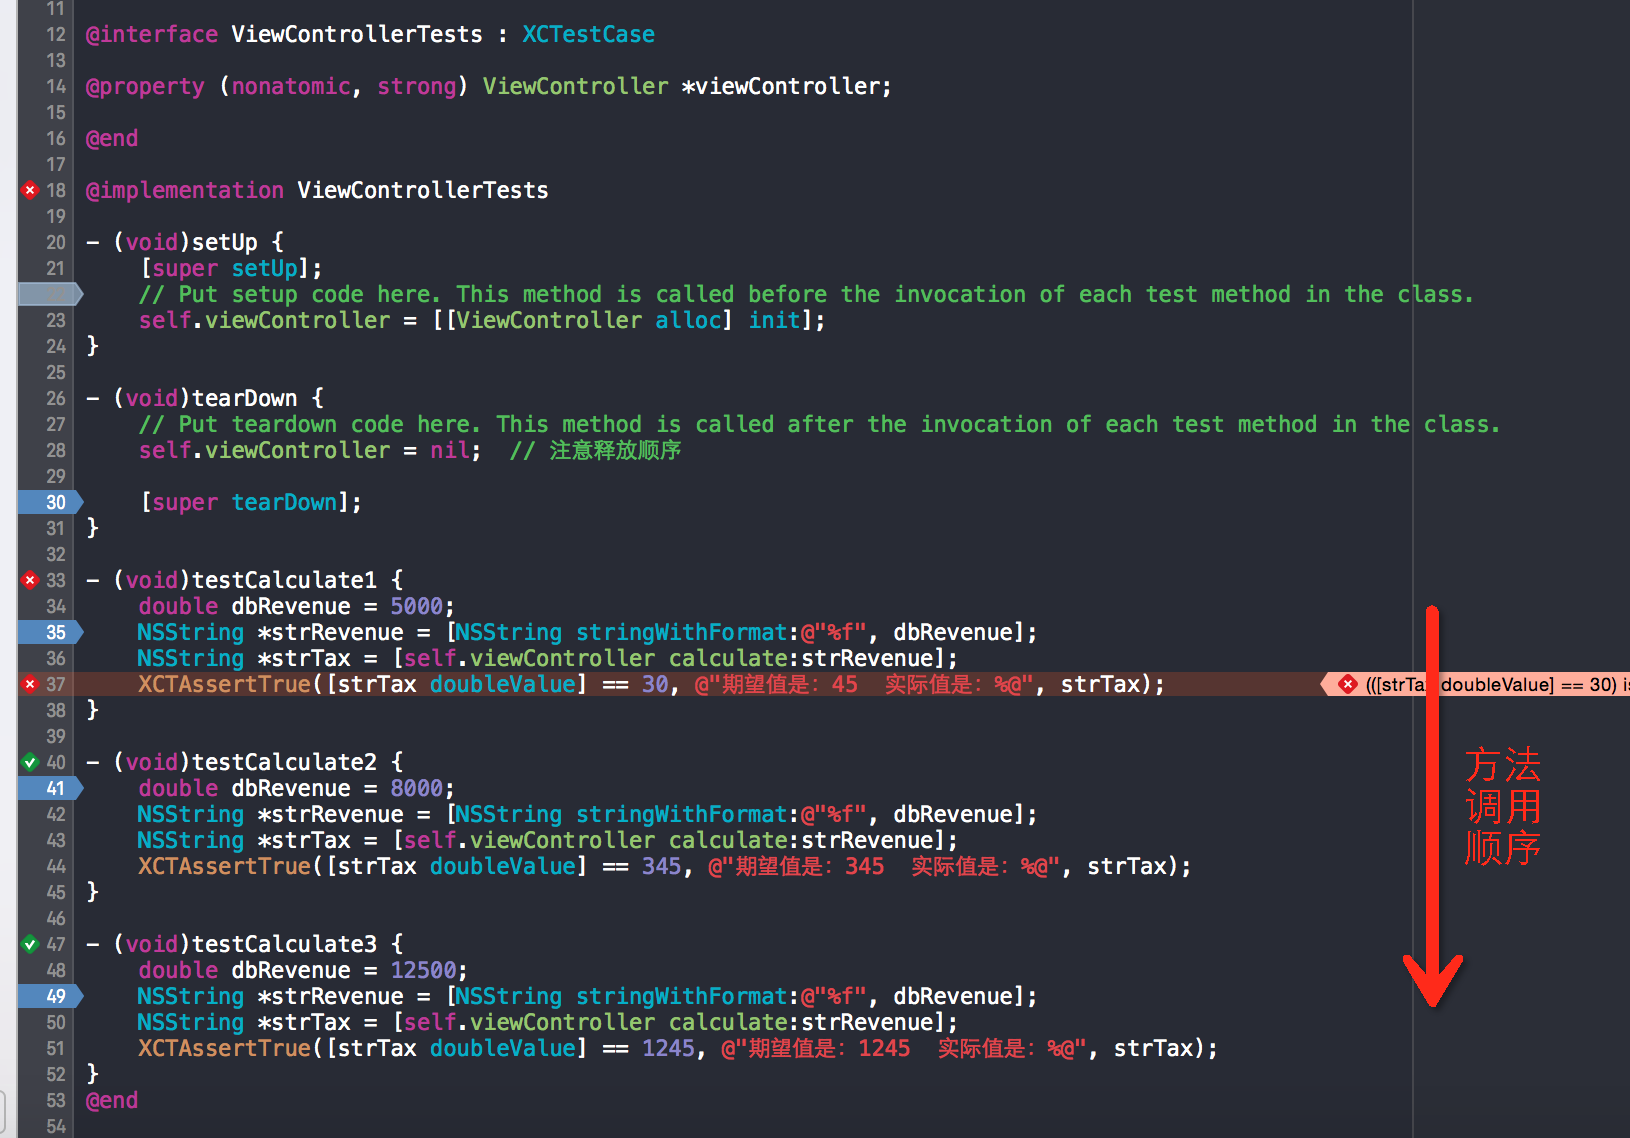 11
12 @interface ViewControllerTests : XCTestCase
13
14 @property (nonatomic, strong) ViewController *viewController;
15
16 @end
17
18 @implementation ViewControllerTests
19
20 - (void)setUp {
21 [super setUp];
// Put setup code here. This method is called before the invocation of each test method in the class.
23 self.viewController = [[ViewController alloc] init];
24 }
25
26 - (void)tearDown {
27 // Put teardown code here. This method is called after the invocation of each test method in the class.
28 self.viewController = nil;  // 注意释放顺序
29
30 [super tearDown];
31 }
32
33 - (void)testCalculate1 {
34 double dbRevenue = 5000;
35 NSString *strRevenue = [NSString stringWithFormat:@"%f", dbRevenue];
36 NSString *strTax = [self.viewController calculate:strRevenue];
37 XCTAssertTrue([strTax doubleValue] == 30, @"期望值是：45  实际值是：%@", strTax); (([strTax doubleValue] == 30) is
38 }
39
40 - (void)testCalculate2 {
41 double dbRevenue = 8000;
42 NSString *strRevenue = [NSString stringWithFormat:@"%f", dbRevenue];
43 NSString *strTax = [self.viewController calculate:strRevenue];
44 XCTAssertTrue([strTax doubleValue] == 345, @"期望值是：345  实际值是：%@", strTax);
45 }
46
47 - (void)testCalculate3 {
48 double dbRevenue = 12500;
49 NSString *strRevenue = [NSString stringWithFormat:@"%f", dbRevenue];
50 NSString *strTax = [self.viewController calculate:strRevenue];
51 XCTAssertTrue([strTax doubleValue] == 1245, @"期望值是：1245  实际值是：%@", strTax);
52 }
53 @end
54
方法
调用
顺序